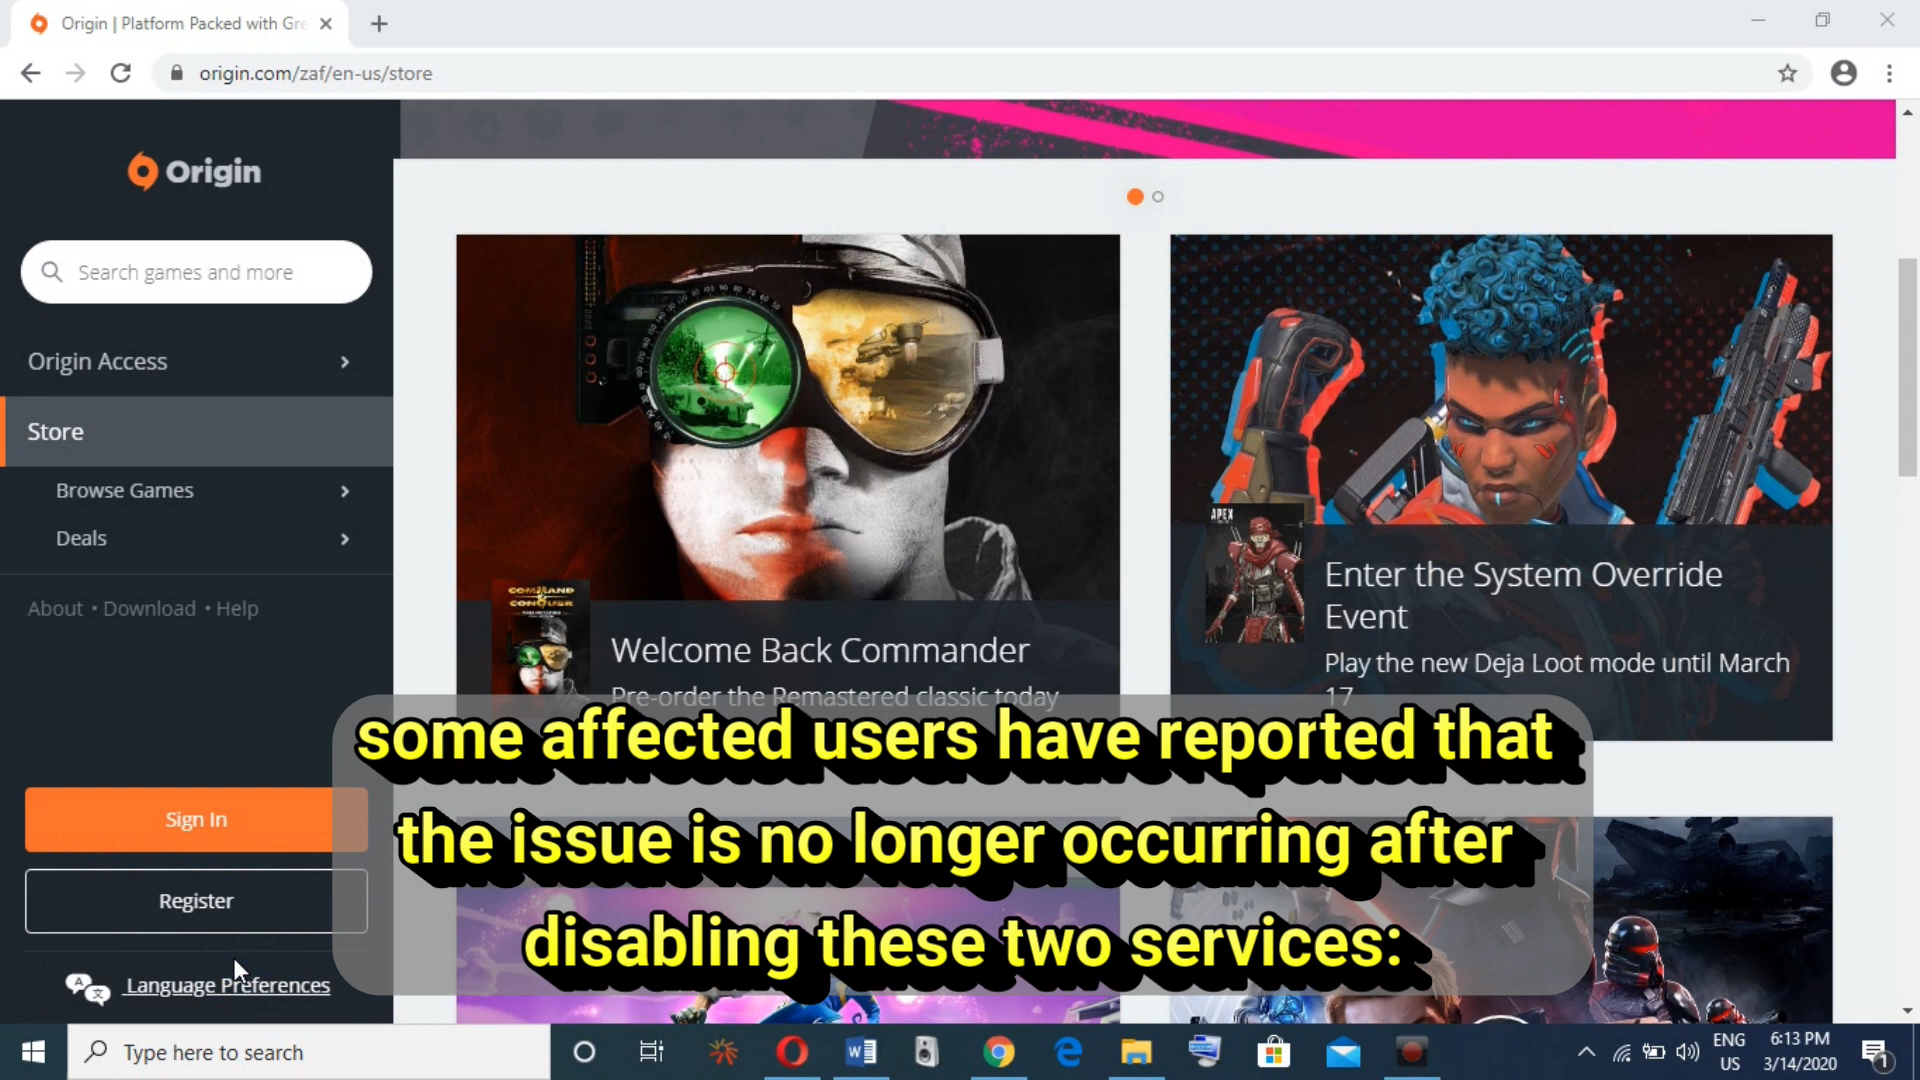 Origin | Platform Packed with Gre
origin.com/zaf/en-us/store
Origin
Search games and more
Origin Access
Store
Browse Games
Deals
About • Download • Help
Sign In
Register
Language Preferences
COMMAND & CONQUER
Welcome Back Commander
Pre-order the Remastered classic today
APEX
Enter the System Override
Event
Play the new Deja Loot mode until March
17
some affected users have reported that
the issue is no longer occurring after
disabling these two services:
Type here to search
ENG
US
6:13 PM
3/14/2020
1